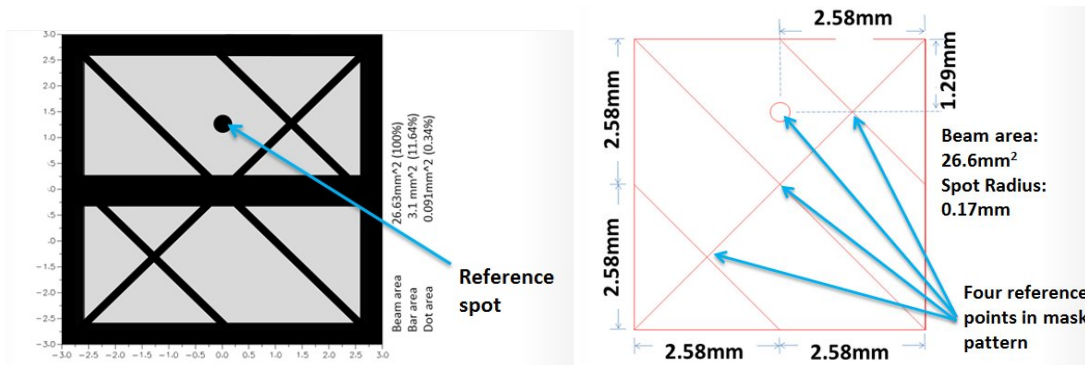 3.0
2.5
2.0
1.5
1.0
.5
.0
-.5
-1.0
-1.5
-2.0
-2.5
-3.0
-3.0 -2.5 -2.0 -1.5 -1.0 -0.5 0.0 0.5 1.0 1.5 2.0 2.5 3.0
Beam area 26.63mm^2 (100%)
Bar area 3.1 mm^2 (11.64%)
Dot area 0.091mm^2 (0.34%)
Reference
spot
2.58mm
1.29mm
2.58mm
2.58mm
2.58mm
2.58mm
Beam area:
26.6mm²
Spot Radius:
0.17mm
Four reference
points in mask
pattern